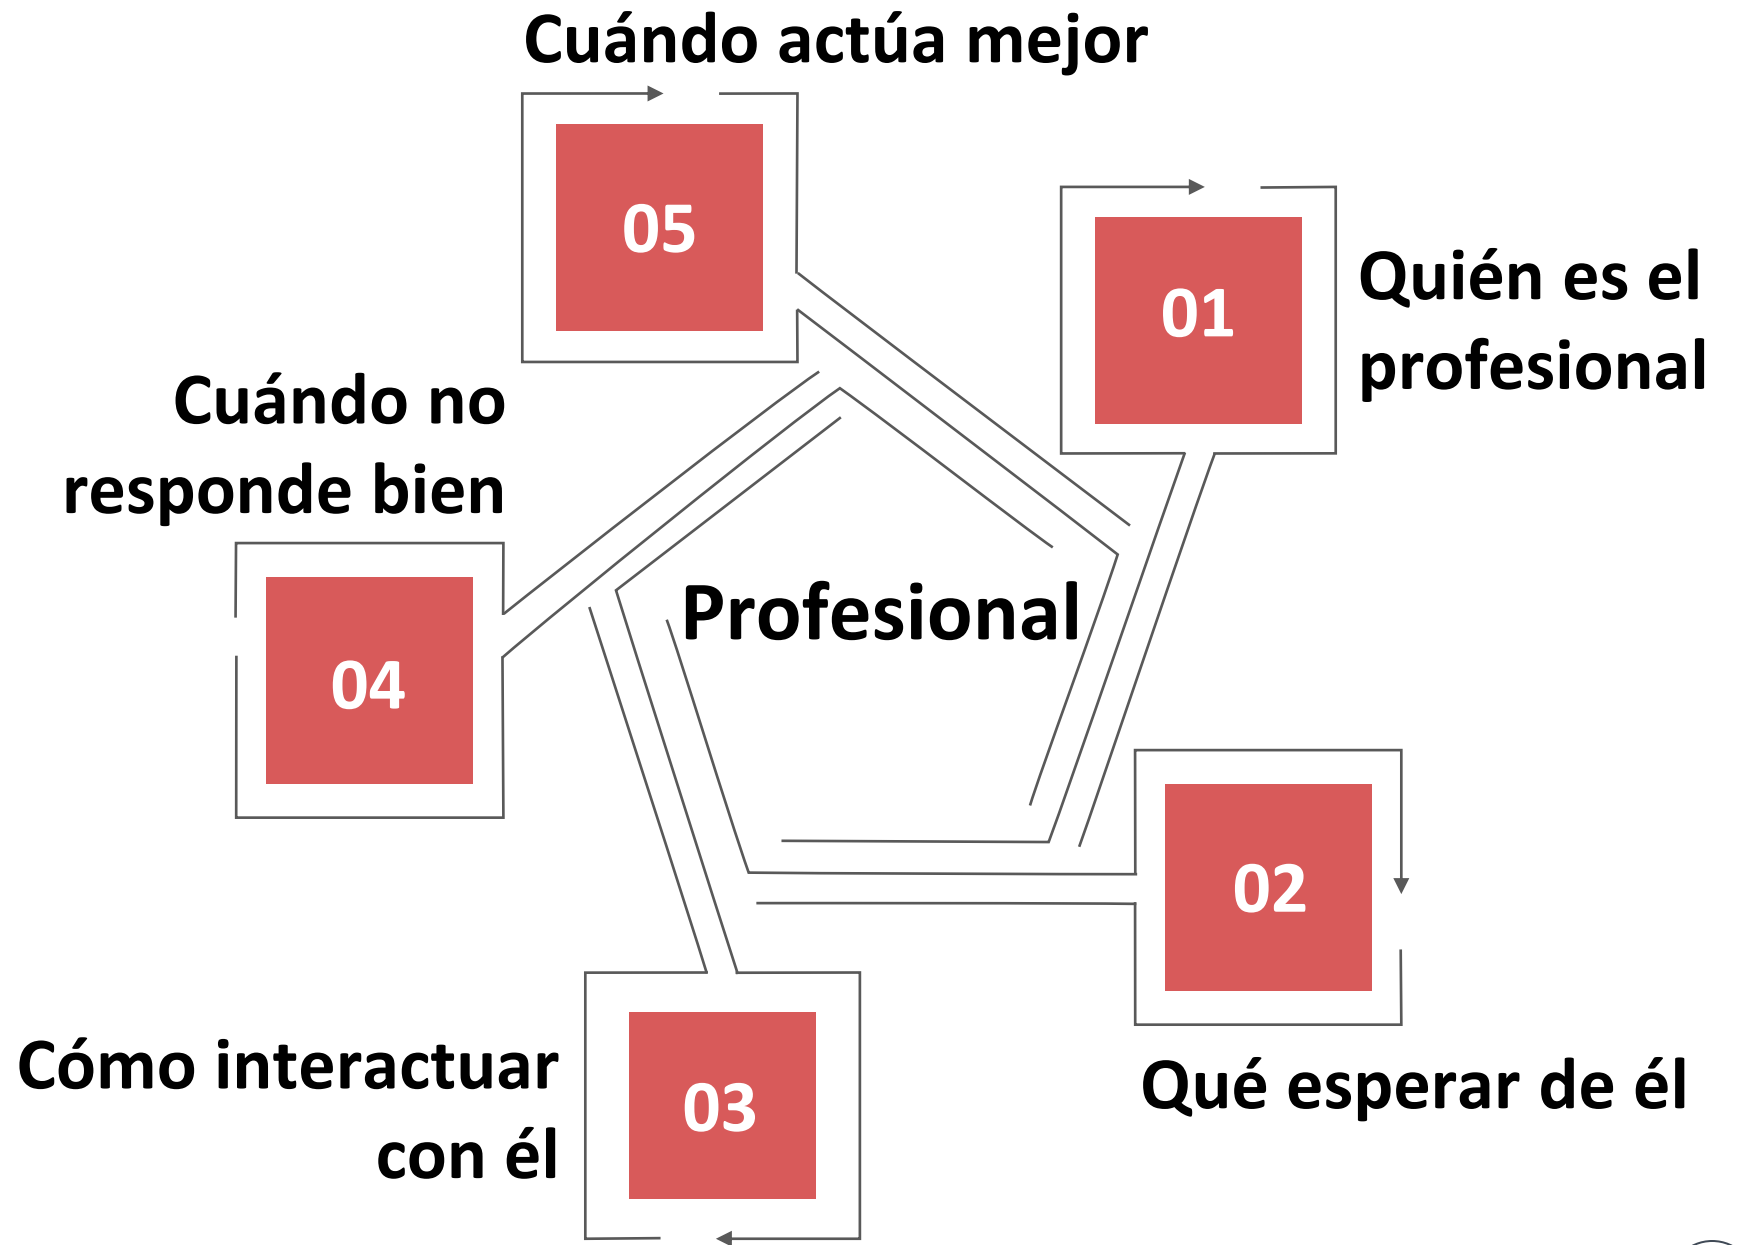 Cuándo actúa mejor
05
01
Quién es el
profesional
Cuándo no
responde bien
Profesional
04
02
Qué esperar de él
Cómo interactuar
con él
03